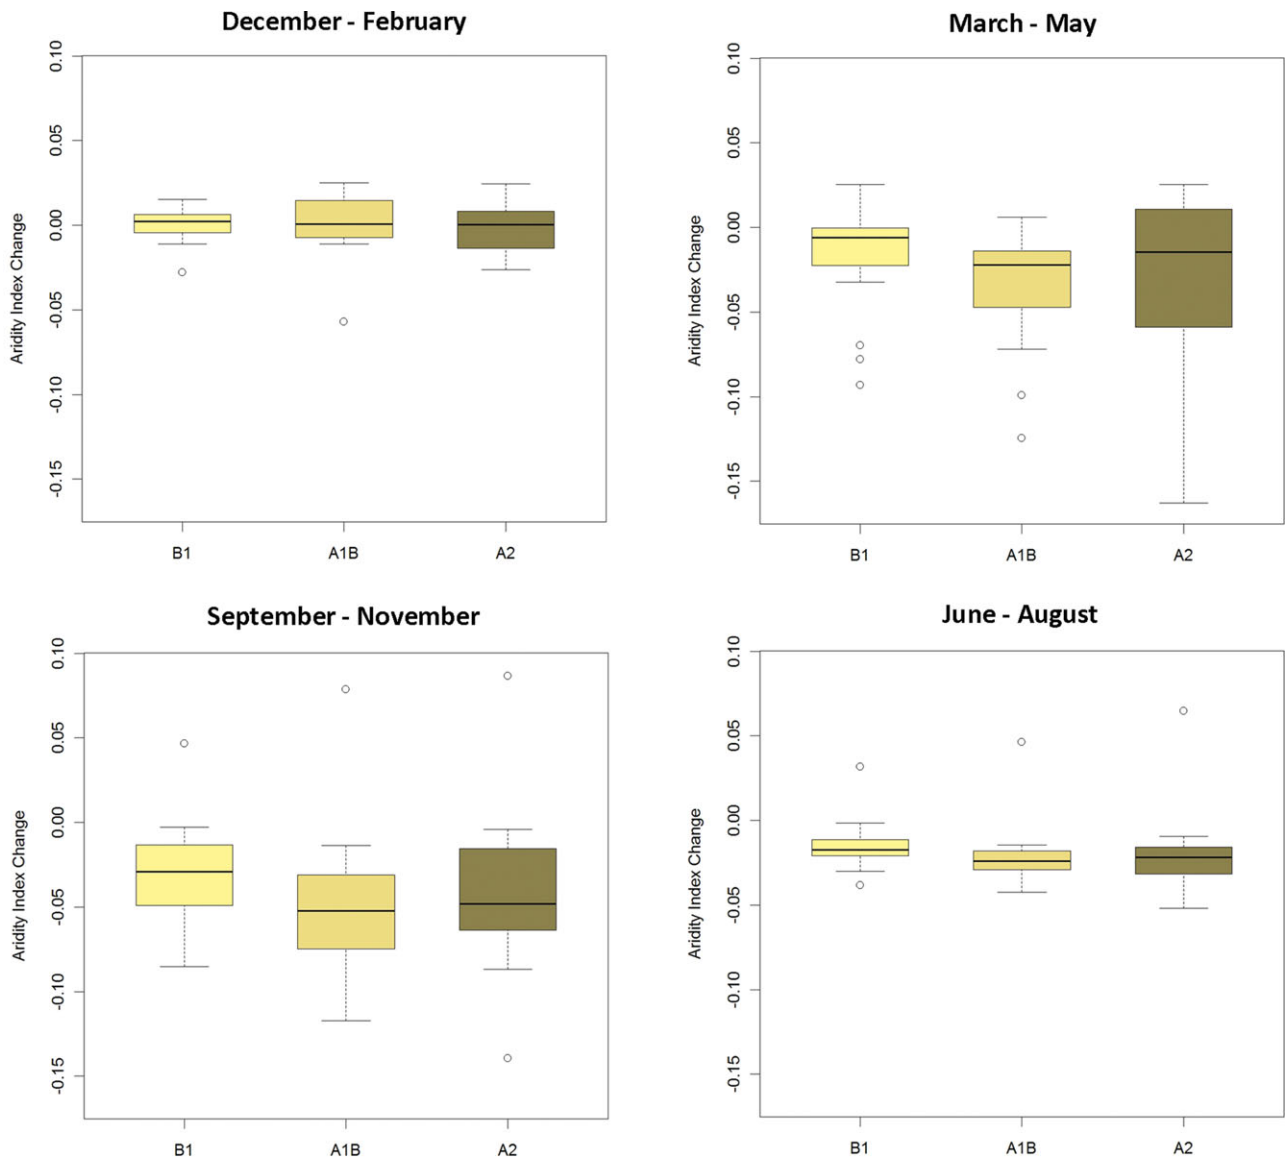 December - February
0.10
0.05
0.00
-0.05
-0.10
-0.15
Aridity Index Change
B1
A1B
A2
March - May
0.10
0.05
0.00
-0.05
-0.10
-0.15
Aridity Index Change
B1
A1B
A2
September - November
0.10
0.05
0.00
-0.05
-0.10
-0.15
Aridity Index Change
B1
A1B
A2
June - August
0.10
0.05
0.00
-0.05
-0.10
-0.15
Aridity Index Change
B1
A1B
A2